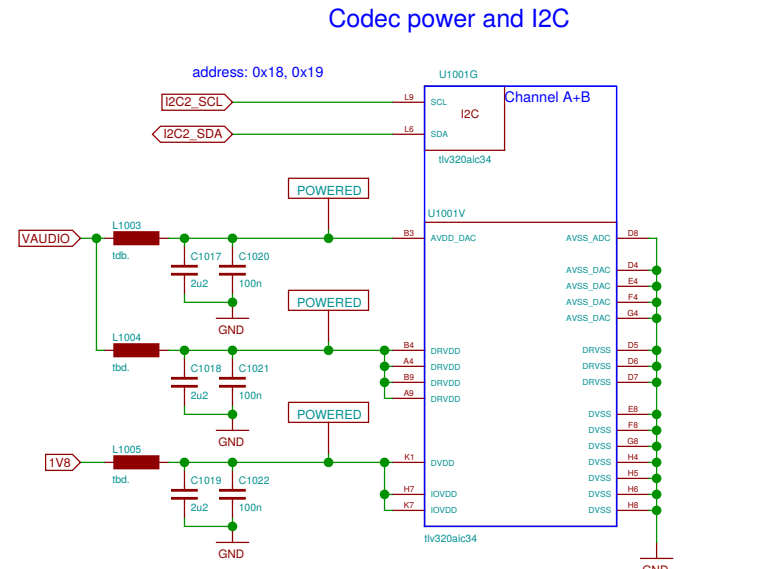 Codec power and I2C
address: 0x18, 0x19
U1001G
I2C2_SCL
L9
SCL
I2C
Channel A+B
I2C2_SDA
L6
SDA
tlv320aic34
POWERED
U1001V
VAUDIO
L1003
tdb.
B3
AVDD_DAC
AVSS_ADC
D8
C1017
2u2
C1020
100n
GND
AVSS_DAC
D4
AVSS_DAC
E4
AVSS_DAC
F4
AVSS_DAC
G4
POWERED
L1004
tbd.
C1018
2u2
C1021
100n
GND
B4
DRVDD
A4
DRVDD
B9
DRVDD
A9
DRVDD
DRVSS
D5
DRVSS
D6
DRVSS
D7
POWERED
1V8
L1005
tbd.
C1019
2u2
C1022
100n
GND
K1
DVDD
H7
IOVDD
K7
IOVDD
DVSS
E8
DVSS
F8
DVSS
G8
DVSS
H4
DVSS
H5
DVSS
H6
DVSS
H8
tlv320aic34
GND